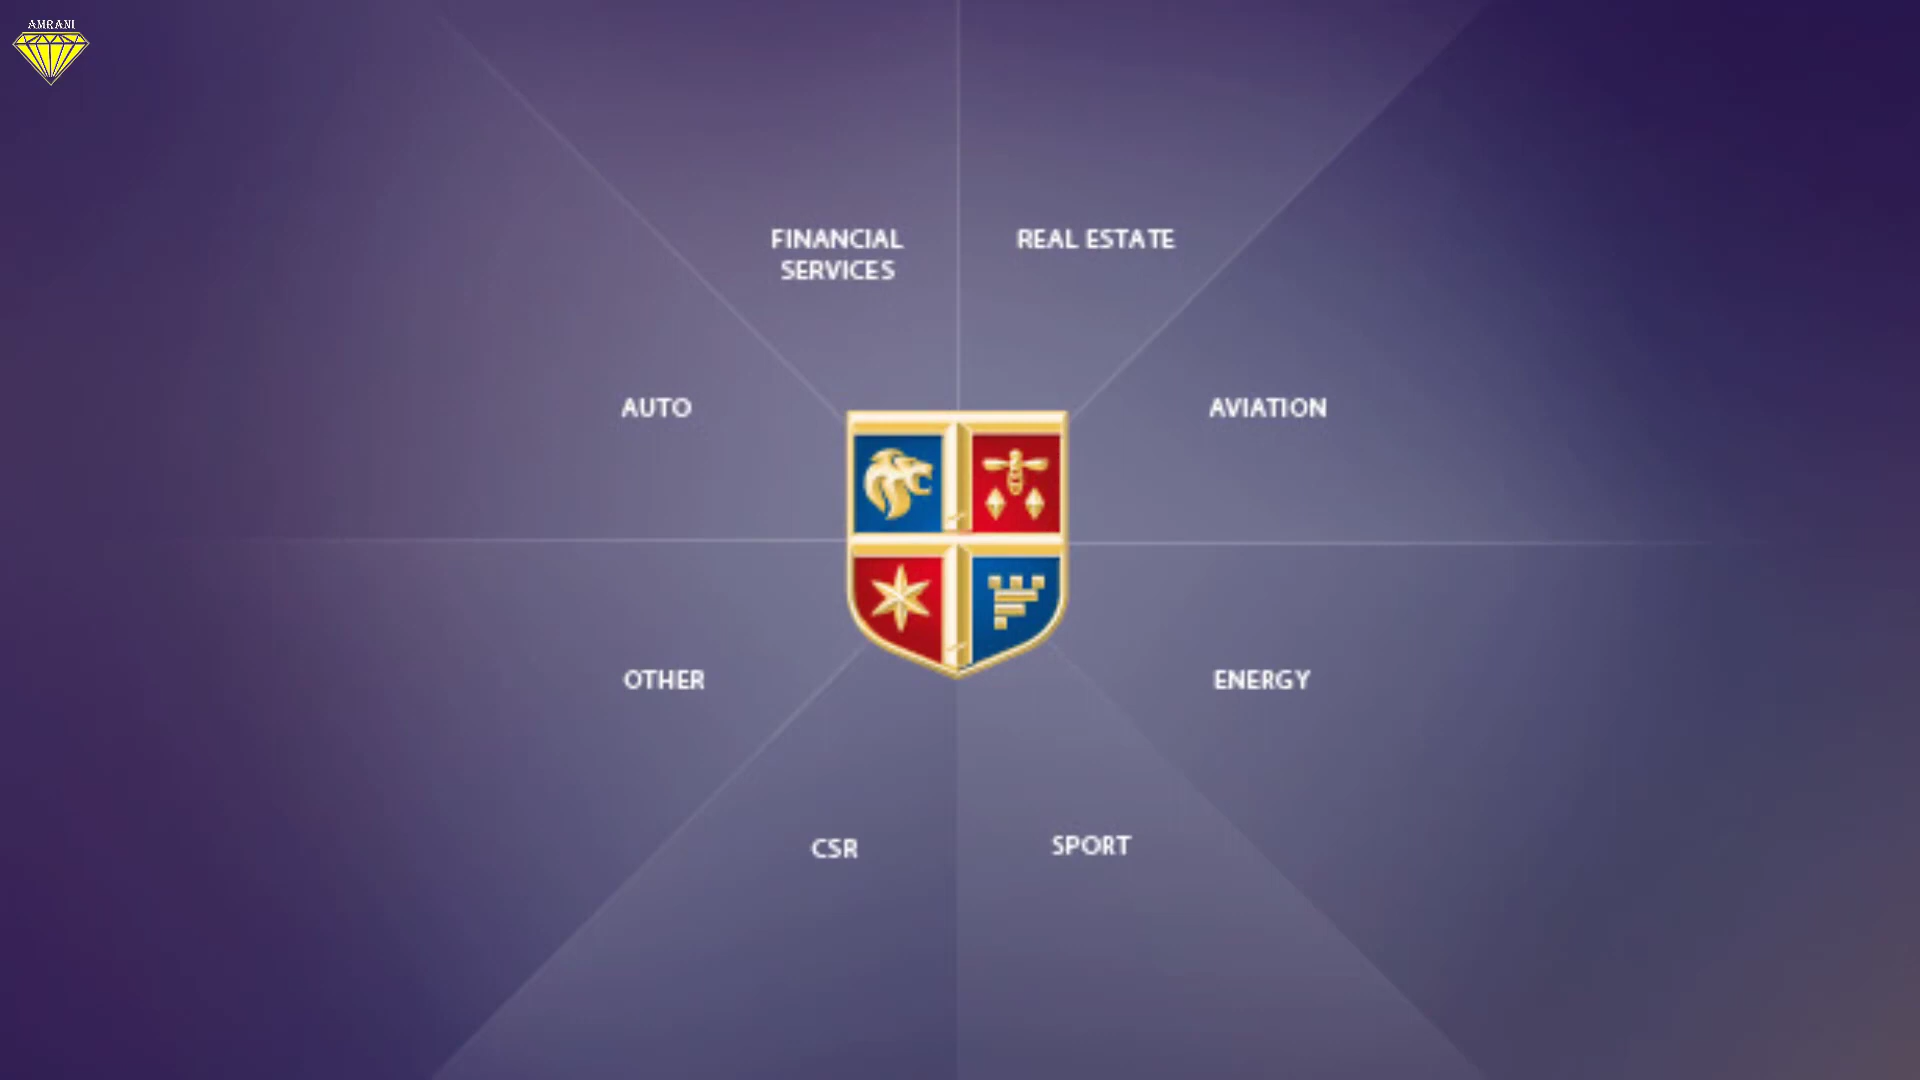 AMRANI
FINANCIAL
SERVICES
REAL ESTATE
AUTO
AVIATION
OTHER
ENERGY
CSR
SPORT